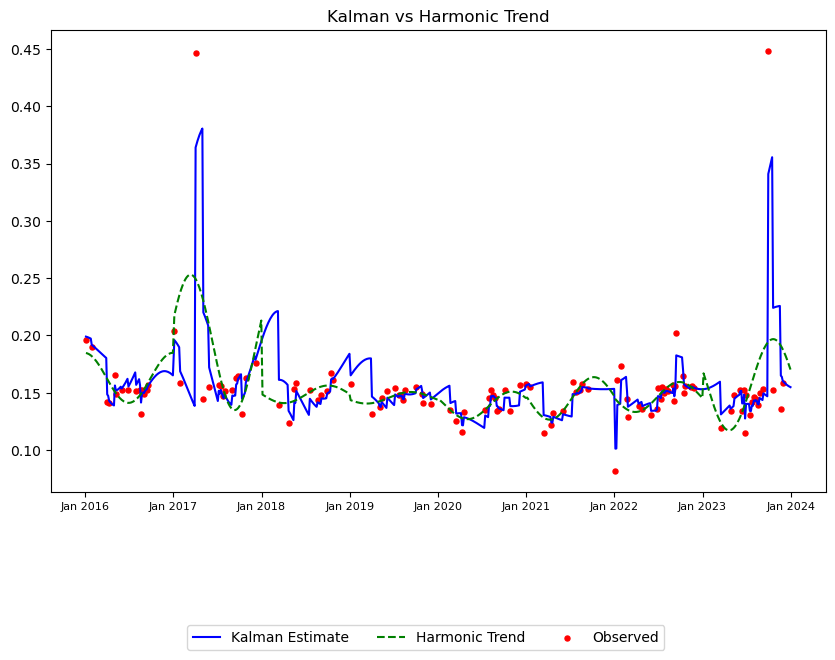 Kalman vs Harmonic Trend
0.45
0.40
0.35
0.30
0.25
0.20
0.15
0.10
Jan 2016 Jan 2017 Jan 2018 Jan 2019 Jan 2020 Jan 2021 Jan 2022 Jan 2023 Jan 2024
Kalman Estimate Harmonic Trend Observed